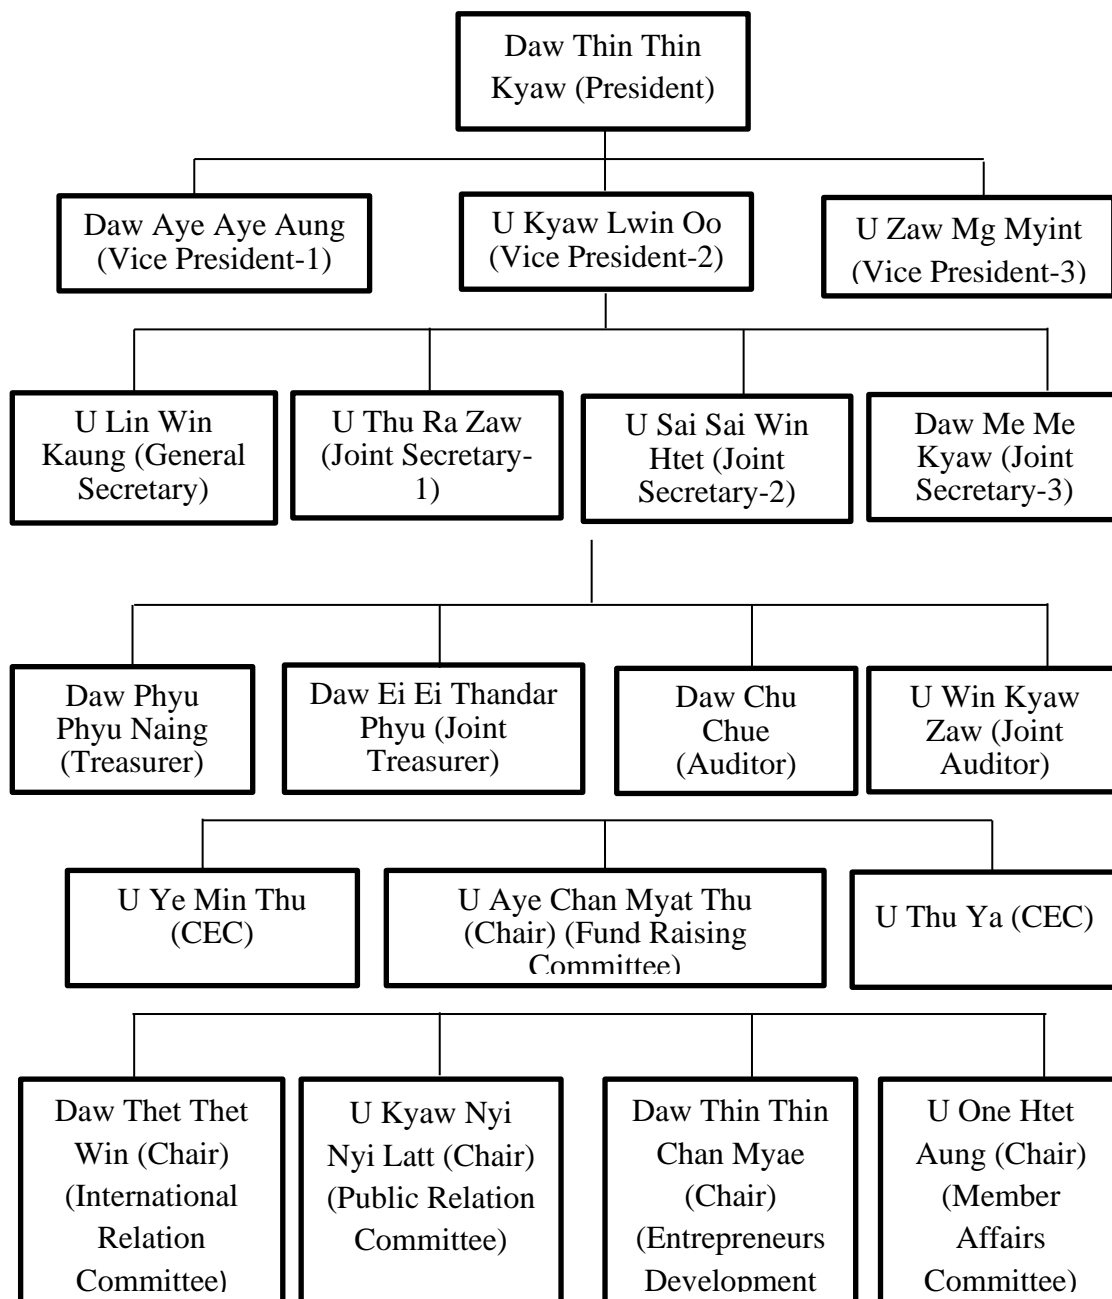 Daw Thin Thin
Kyaw (President)
Daw Aye Aye Aung
(Vice President-1)
U Kyaw Lwin Oo
(Vice President-2)
U Zaw Mg Myint
(Vice President-3)
U Lin Win
Kaung (General
Secretary)
U Thu Ra Zaw
(Joint Secretary-
1)
U Sai Sai Win
Htet (Joint
Secretary-2)
Daw Me Me
Kyaw (Joint
Secretary-3)
Daw Phyu
Phyu Naing
(Treasurer)
Daw Ei Ei Thandar
Phyu (Joint
Treasurer)
Daw Chu
Chue
(Auditor)
U Win Kyaw
Zaw (Joint
Auditor)
U Ye Min Thu
(CEC)
U Aye Chan Myat Thu
(Chair) (Fund Raising
Committee)
U Thu Ya (CEC)
Daw Thet Thet
Win (Chair)
(International
Relation
Committee)
U Kyaw Nyi
Nyi Latt (Chair)
(Public Relation
Committee)
Daw Thin Thin
Chan Myae
(Chair)
(Entrepreneurs
Development
U One Htet
Aung (Chair)
(Member
Affairs
Committee)